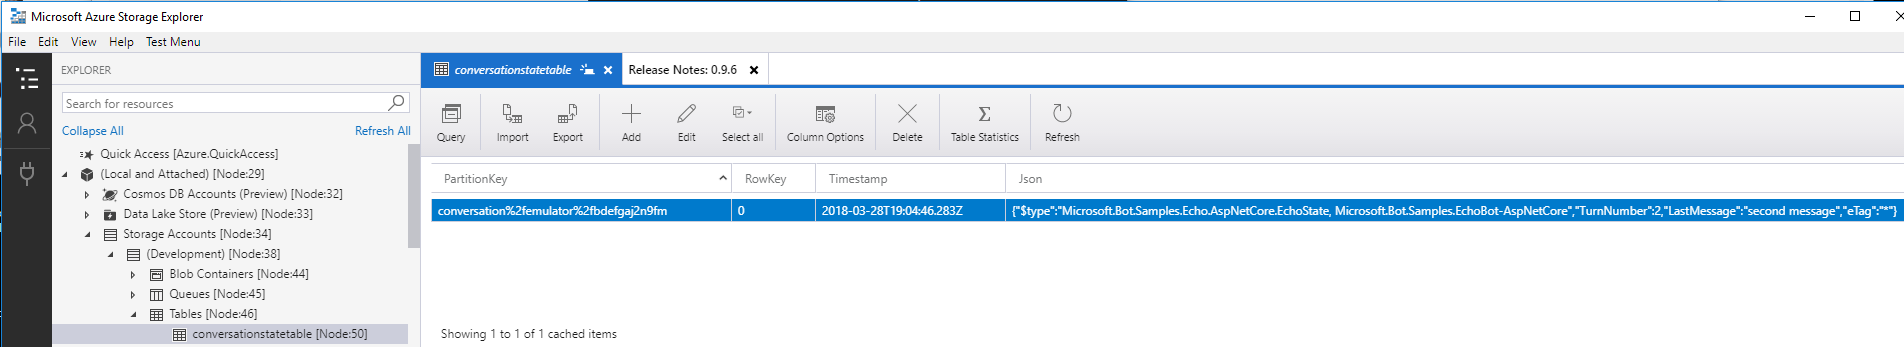 Microsoft Azure Storage Explorer
File Edit View Help Test Menu
EXPLORER
Search for resources
Collapse All Refresh All
Quick Access [Azure.QuickAccess]
(Local and Attached) [Node:29]
Cosmos DB Accounts (Preview) [Node:32]
Data Lake Store (Preview) [Node:33]
Storage Accounts [Node:34]
(Development) [Node:38]
Blob Containers [Node:44]
Queues [Node:45]
Tables [Node:46]
conversationstatetable [Node:50]
conversationstatetable Release Notes: 0.9.6
Query Import Export Add Edit Select all Column Options Delete Table Statistics Refresh
PartitionKey RowKey Timestamp Json
conversation%2femulator%2fbdefgaj2n9fm 0 2018-03-28T19:04:46.283Z {"$type":"Microsoft.Bot.Samples.Echo.AspNetCore.EchoState, Microsoft.Bot.Samples.EchoBot-AspNetCore","TurnNumber":2,"LastMessage":"second message","eTag":"*"}
Showing 1 to 1 of 1 cached items